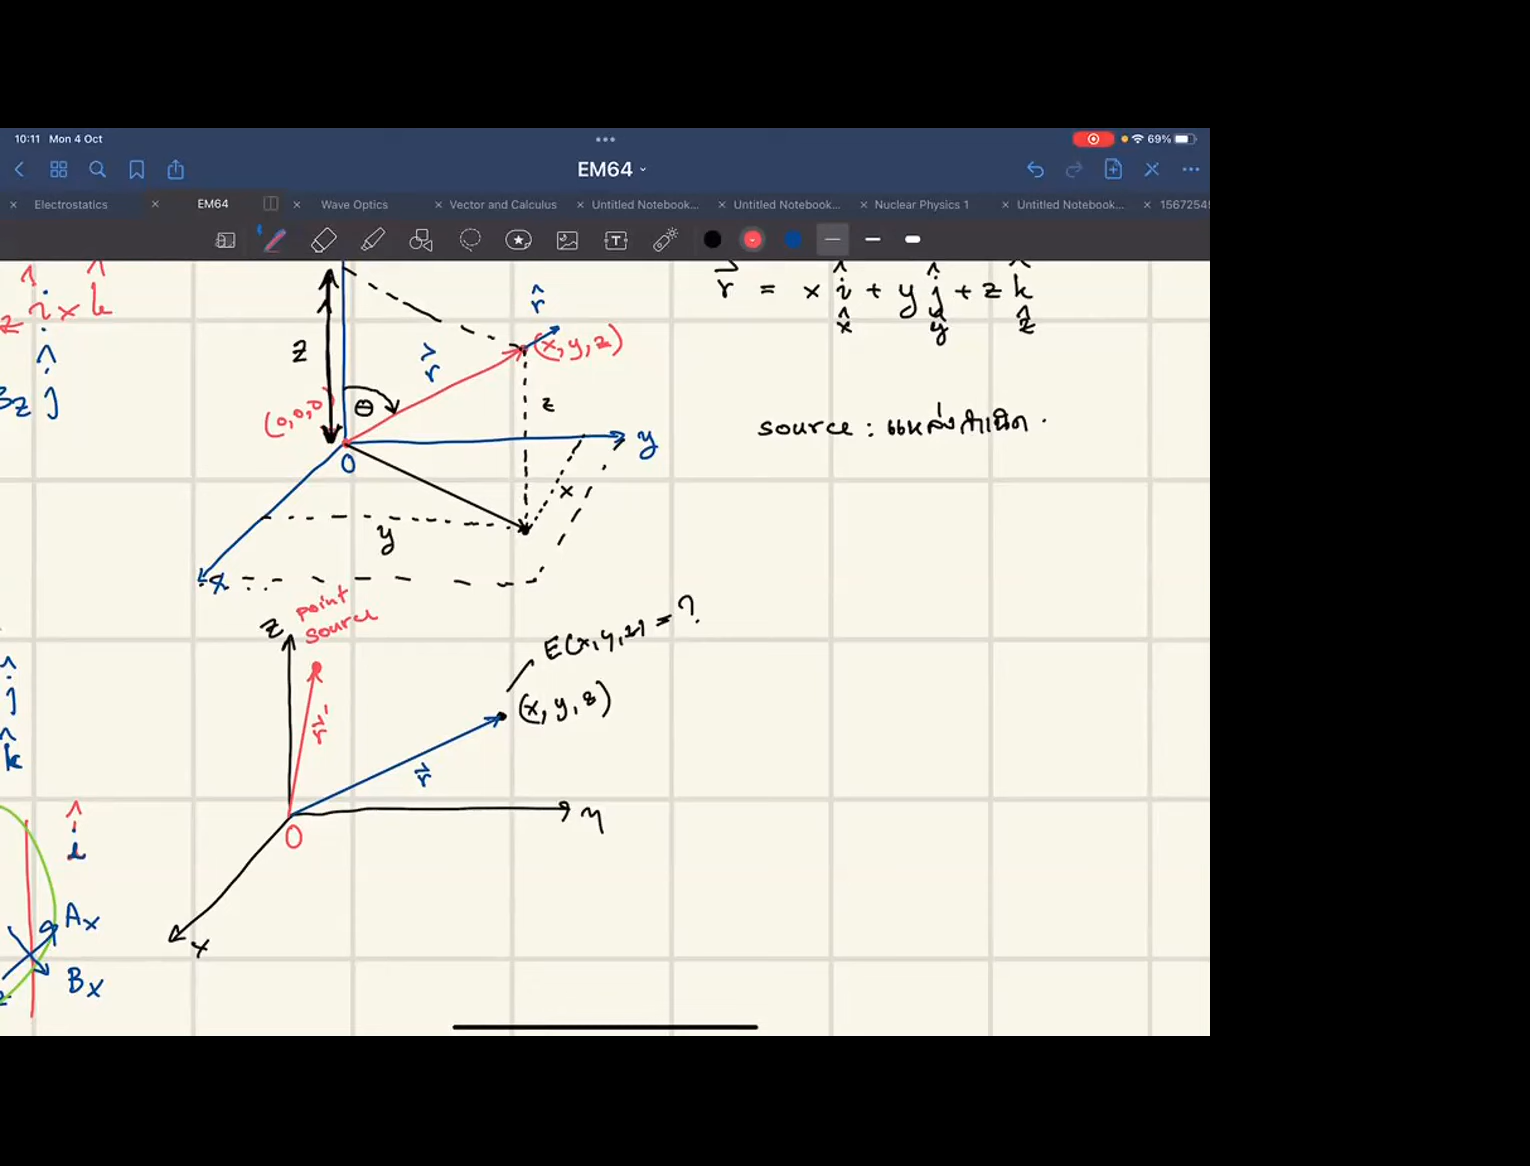 10:11 Mon 4 Oct
69%
EM64
Electrostatics
EM64
Wave Optics
Vector and Calculus
Untitled Notebook...
Untitled Notebook...
Nuclear Physics 1
Untitled Notebook...
1567254
T
î x k̂
Bz ĵ
z
r⃗
r̂
(x, y, z)
θ
(0,0,0)
z
y
O
x
y
x
r⃗ = x î + y ĵ + z k̂
x̂ ŷ ẑ
source : แหล่งกำเนิด .
z
point
source
r⃗'
E(x,y,z) = ?
(x, y, z)
r⃗
y
O
x
ĵ
k̂
î
Ax
Bx